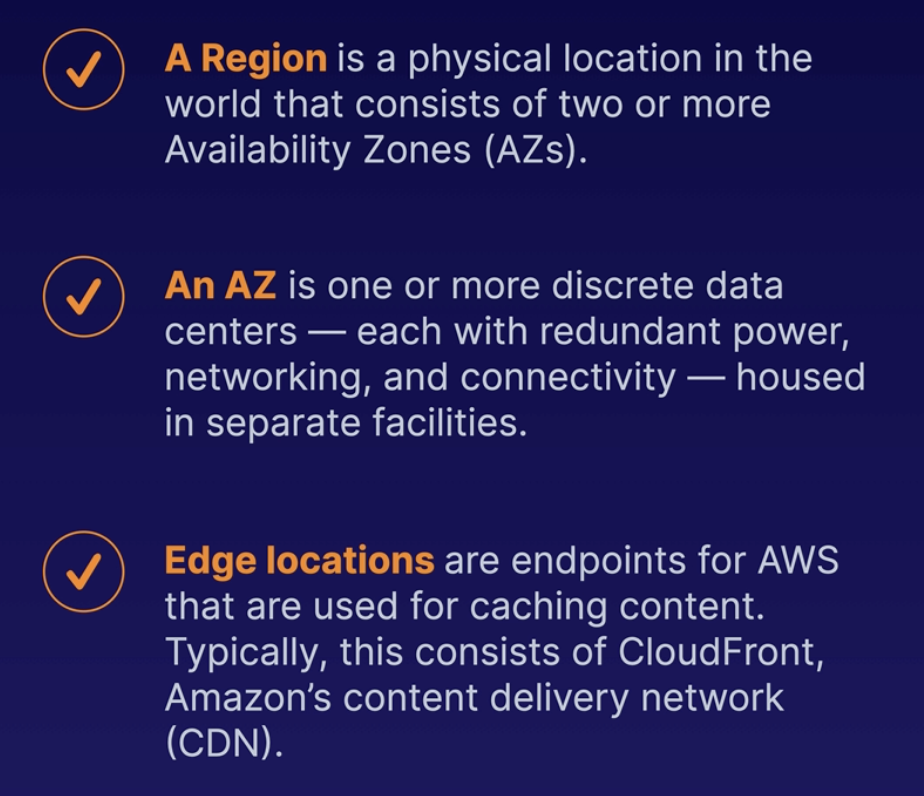 A Region is a physical location in the
world that consists of two or more
Availability Zones (AZs).
An AZ is one or more discrete data
centers — each with redundant power,
networking, and connectivity — housed
in separate facilities.
Edge locations are endpoints for AWS
that are used for caching content.
Typically, this consists of CloudFront,
Amazon’s content delivery network
(CDN).